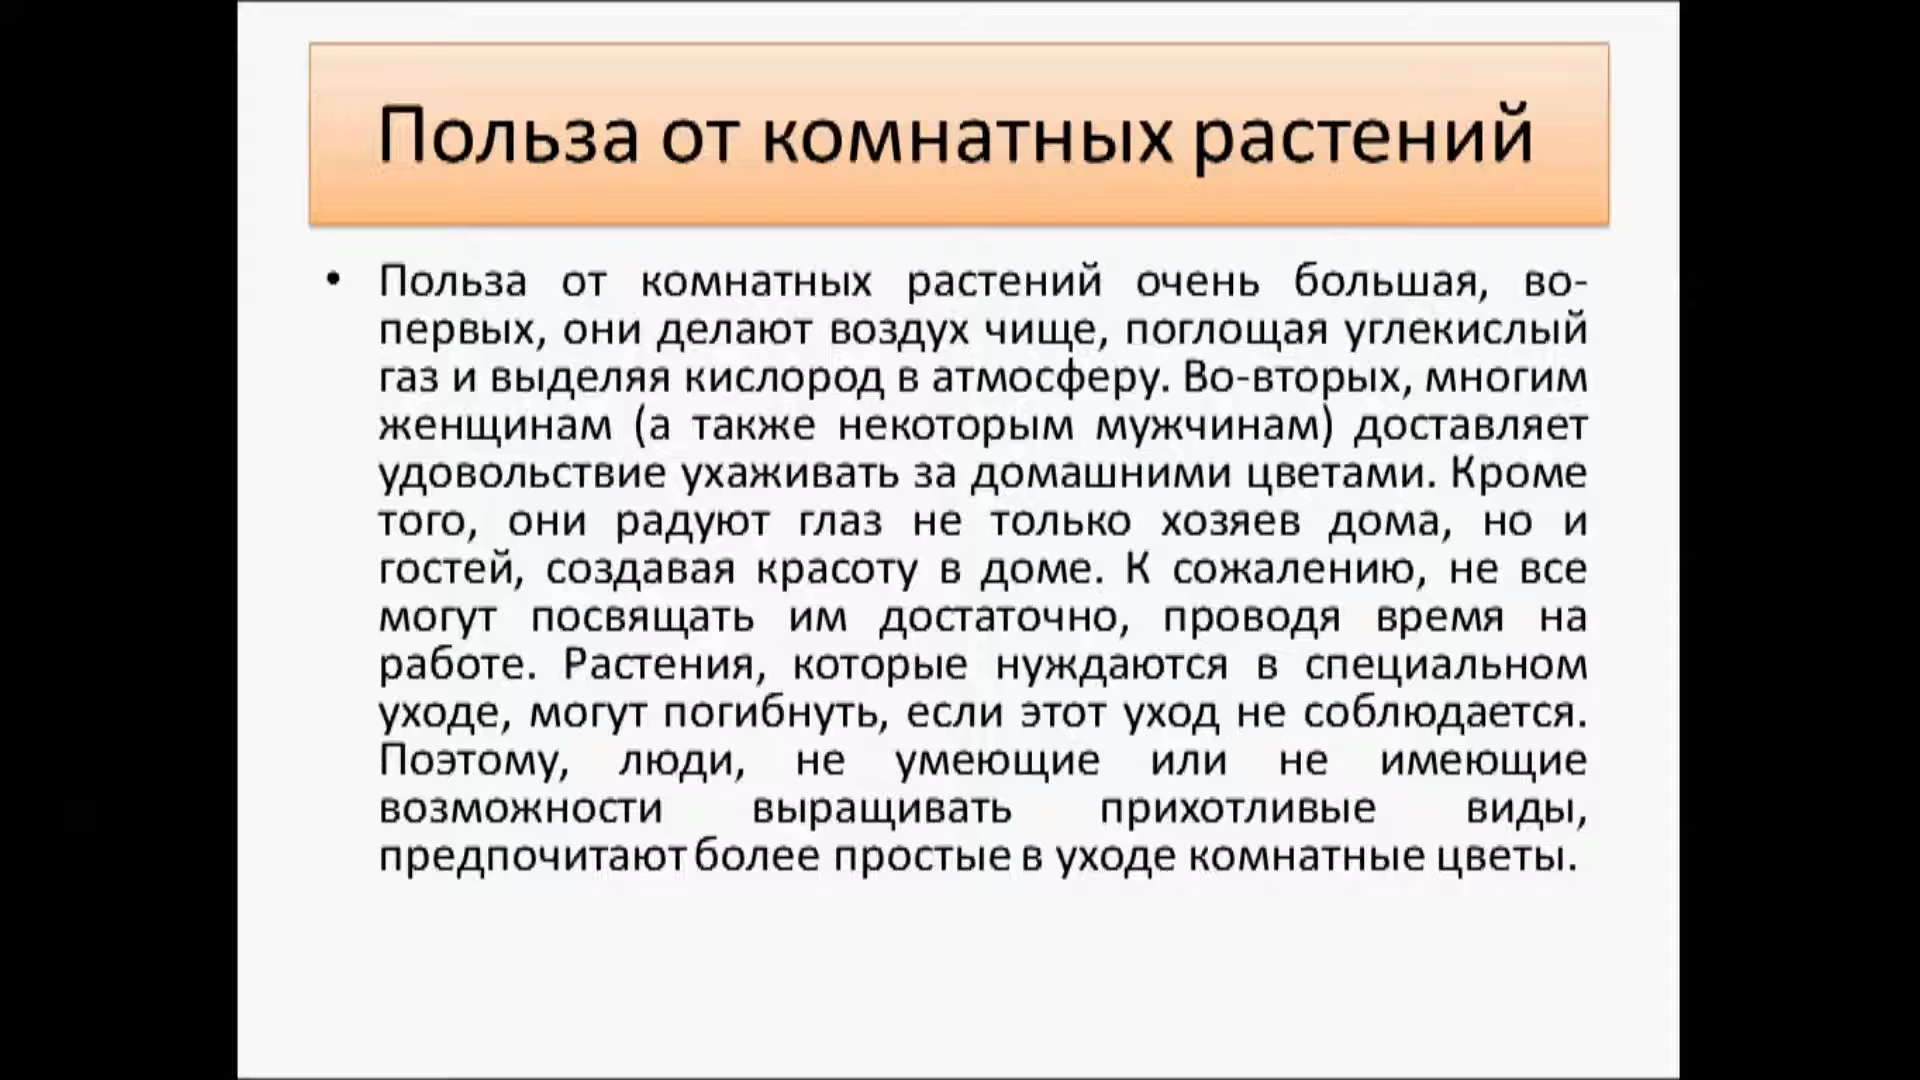 Польза от комнатных растений
• Польза от комнатных растений очень большая, во-
первых, они делают воздух чище, поглощая углекислый
газ и выделяя кислород в атмосферу. Во-вторых, многим
женщинам (а также некоторым мужчинам) доставляет
удовольствие ухаживать за домашними цветами. Кроме
того, они радуют глаз не только хозяев дома, но и
гостей, создавая красоту в доме. К сожалению, не все
могут посвящать им достаточно, проводя время на
работе. Растения, которые нуждаются в специальном
уходе, могут погибнуть, если этот уход не соблюдается.
Поэтому, люди, не умеющие или не имеющие
возможности выращивать прихотливые виды,
предпочитают более простые в уходе комнатные цветы.